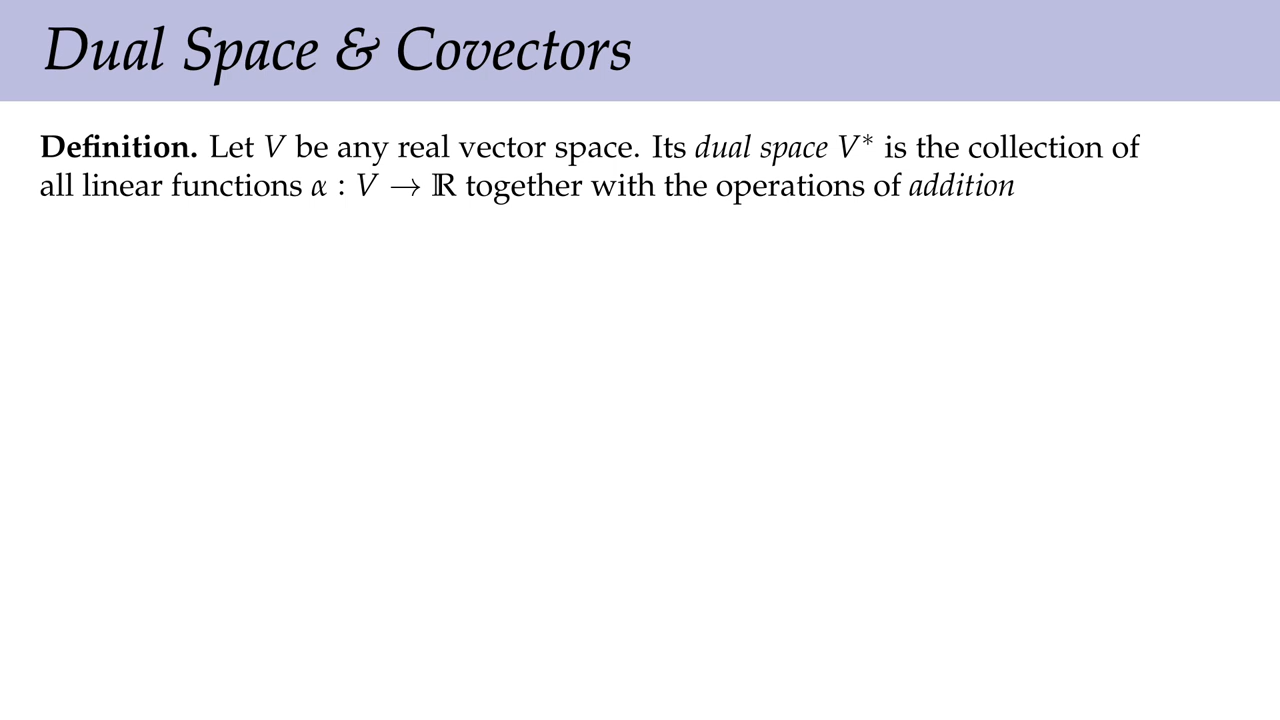 Dual Space & Covectors
Definition. Let V be any real vector space. Its dual space V* is the collection of
all linear functions α : V → ℝ together with the operations of addition